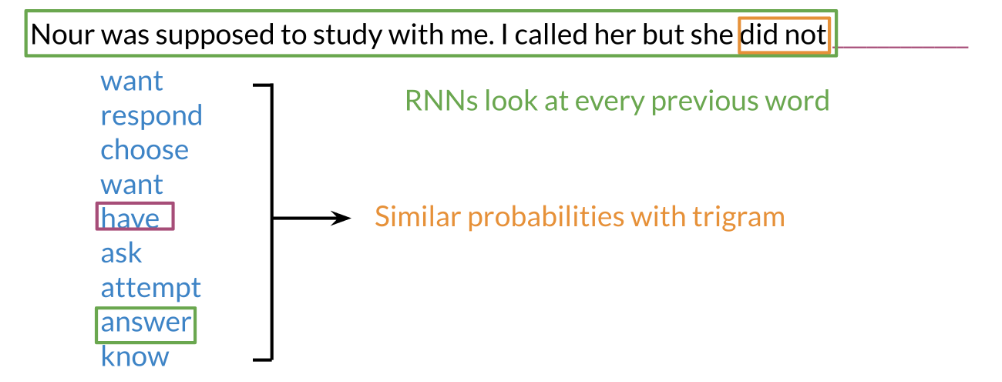 Nour was supposed to study with me. I called her but she did not ________
want
RNNs look at every previous word
respond
choose
want
have
Similar probabilities with trigram
ask
attempt
answer
know